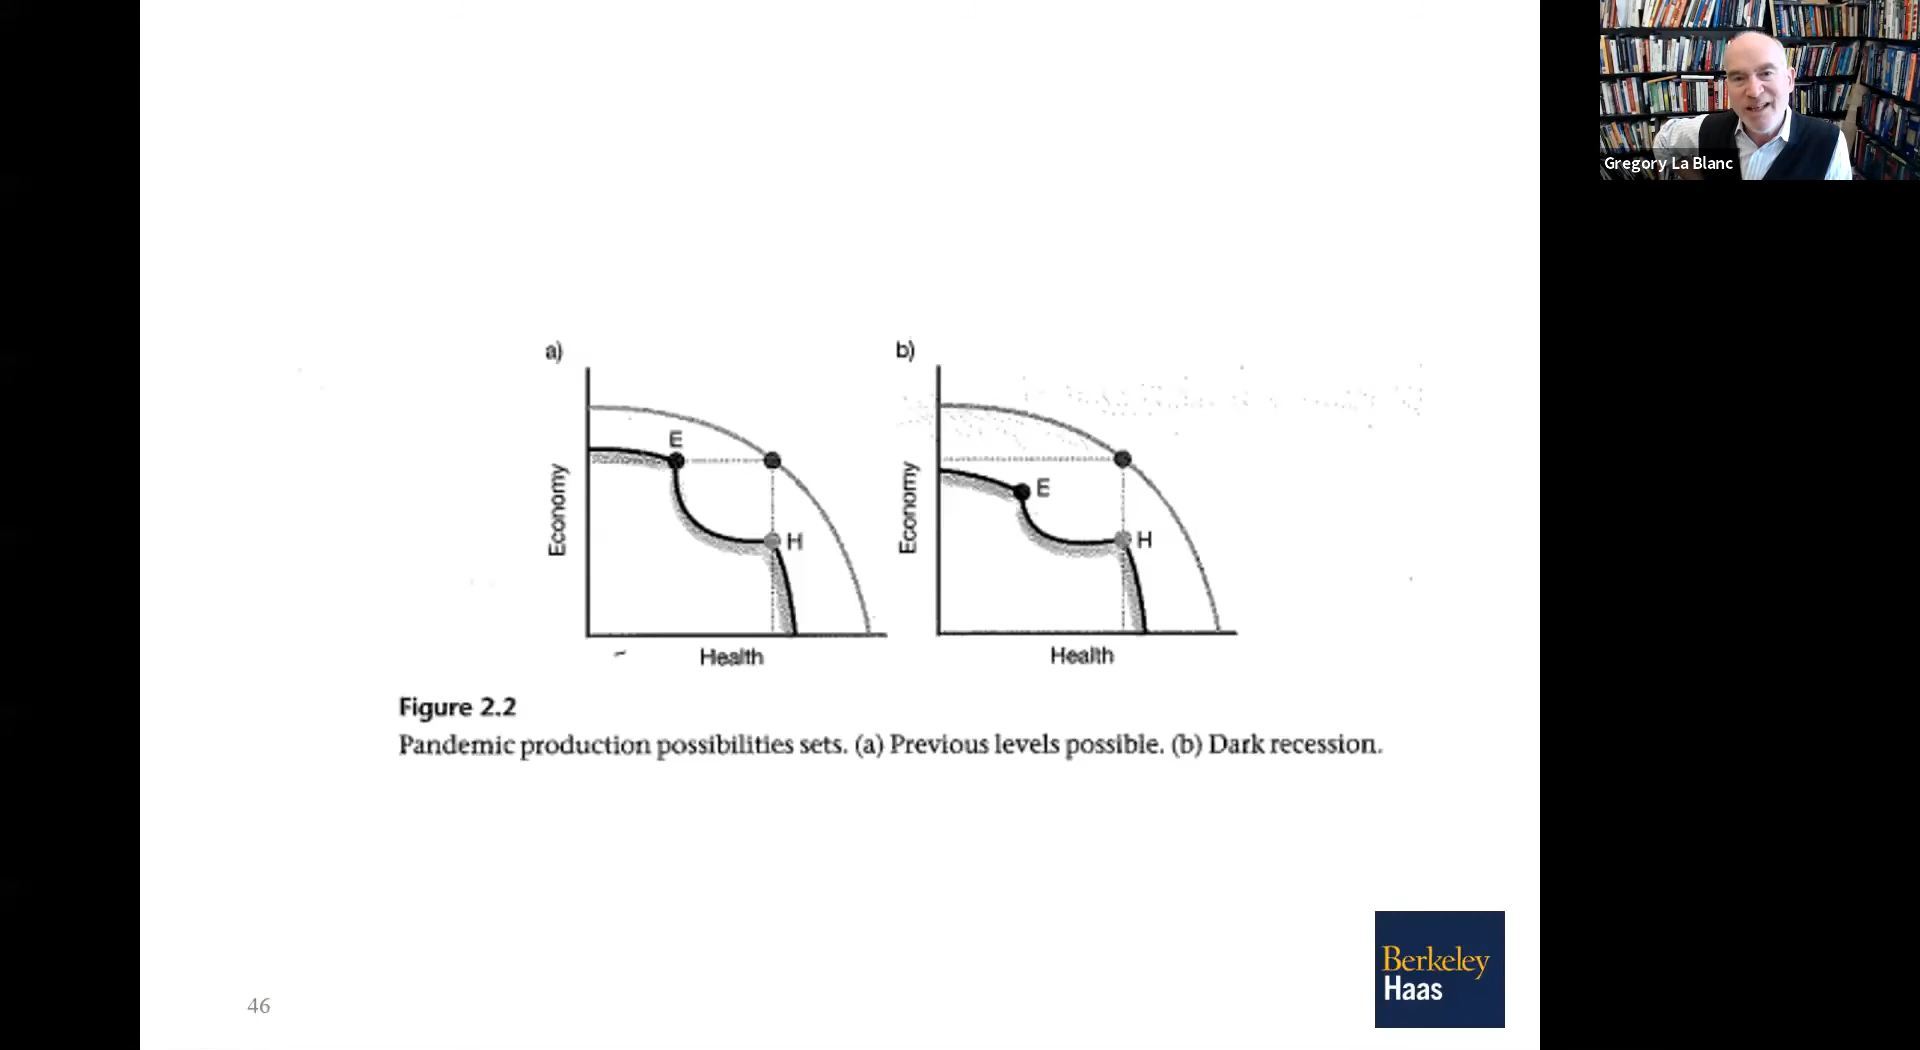 Gregory La Blanc
a)
b)
E
H
Economy
Health
E
H
Economy
Health
Figure 2.2
Pandemic production possibilities sets. (a) Previous levels possible. (b) Dark recession.
46
Berkeley
Haas